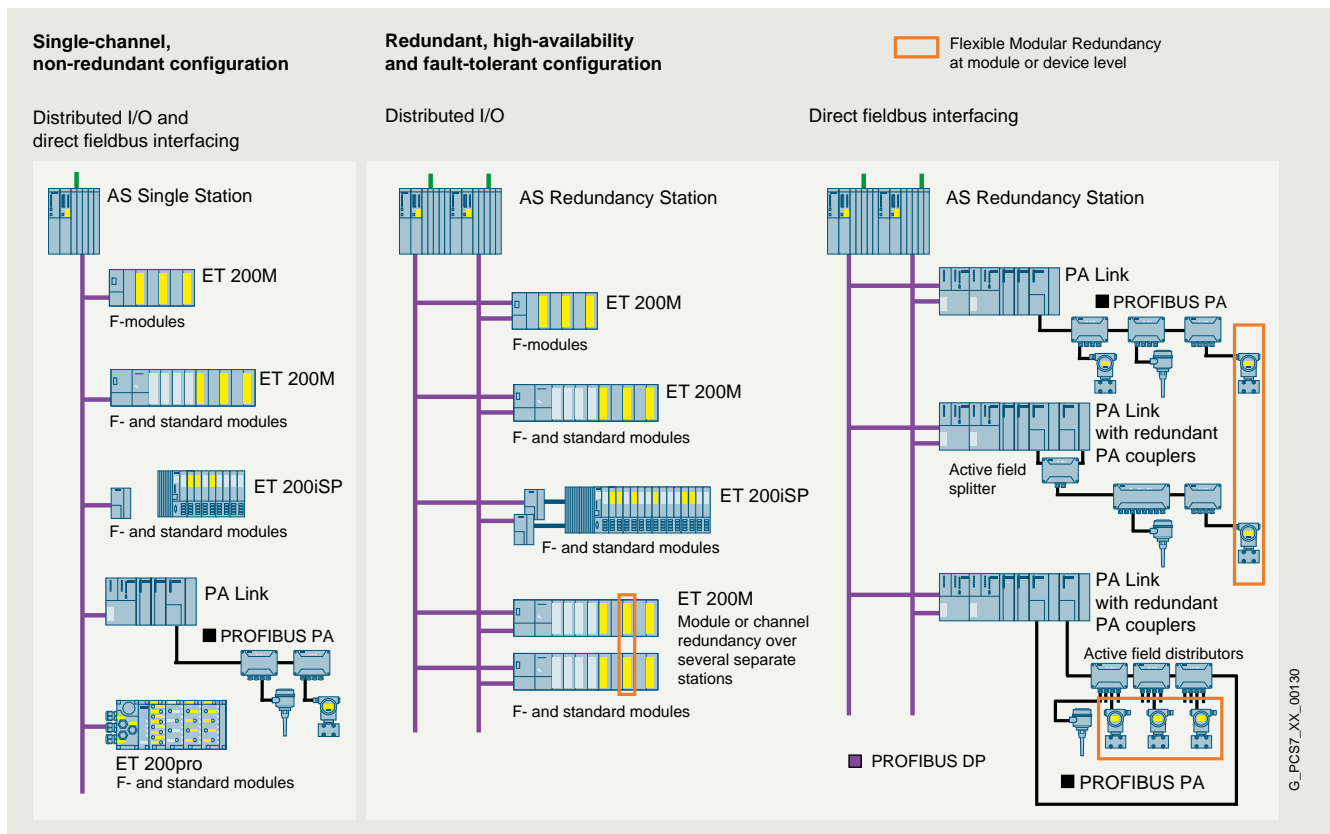 Single-channel,
non-redundant configuration
Redundant, high-availability
and fault-tolerant configuration
Flexible Modular Redundancy
at module or device level
Distributed I/O and
direct fieldbus interfacing
Distributed I/O
Direct fieldbus interfacing
AS Single Station
ET 200M
F-modules
ET 200M
F- and standard modules
ET 200iSP
F- and standard modules
PA Link
PROFIBUS PA
ET 200pro
F- and standard modules
AS Redundancy Station
ET 200M
F-modules
ET 200M
F- and standard modules
ET 200iSP
F- and standard modules
ET 200M
Module or channel
redundancy over
several separate
stations
F- and standard modules
AS Redundancy Station
PA Link
PROFIBUS PA
PA Link
with redundant
PA couplers
Active field
splitter
PA Link
with redundant
PA couplers
Active field distributors
PROFIBUS DP
PROFIBUS PA
G_PCS7_XX_00130